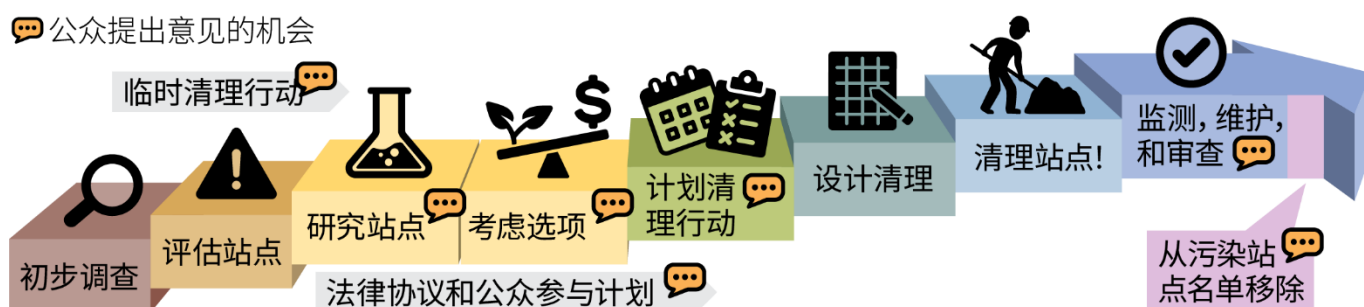 公众提出意见的机会
临时清理行动
初步调查
评估站点
研究站点
考虑选项
法律协议和公众参与计划
计划清
理行动
设计清理
清理站点!
监测, 维护,
和审查
从污染站
点名单移除